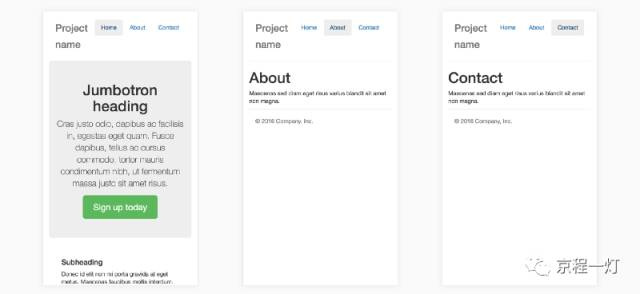 Project name
Home
About
Contact
Jumbotron
heading
Cras justo odio, dapibus ac facilisis
in, egestas eget quam. Fusce
dapibus, tellus ac cursus
commodo, tortor mauris
condimentum nibh, ut fermentum
massa justo sit amet risus.
Sign up today
Subheading
Donec id elit non mi porta gravida at eget
metus. Maecenas faucibus mollis interdum.
Project name
Home
About
Contact
About
Maecenas sed diam eget risus varius blandit sit amet
non magna.
© 2016 Company, Inc.
Project name
Home
About
Contact
Contact
Maecenas sed diam eget risus varius blandit sit amet
non magna.
© 2016 Company, Inc.
京程一灯